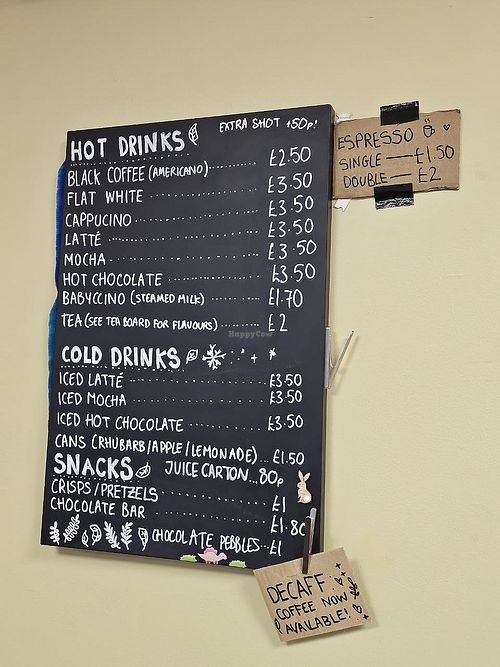 EXTRA SHOT +50p!
HOT DRINKS
BLACK COFFEE (AMERICANO) .......... £2.50
FLAT WHITE £3.50
CAPPUCINO .................... £3.50
LATTÉ .................... £3.50
MOCHA .................... £3.50
HOT CHOCOLATE .................... £3.50
BABYCCINO (STEAMED MILK) ....... £1.70
TEA (SEE TEA BOARD FOR FLAVOURS) ......... £2
COLD DRINKS
ICED LATTÉ .................... £3.50
ICED MOCHA .................... £3.50
ICED HOT CHOCOLATE .................... £3.50
CANS (RHUBARB/APPLE/LEMONADE)... £1.50
SNACKS
JUICE CARTON...80p
CRISPS/PRETZELS .................... £1
CHOCOLATE BAR .................... £1.80
CHOCOLATE PEBBLES...£1
ESPRESSO
SINGLE — £1.50
DOUBLE — £2
DECAFF
COFFEE NOW
AVAILABLE!
HappyCow